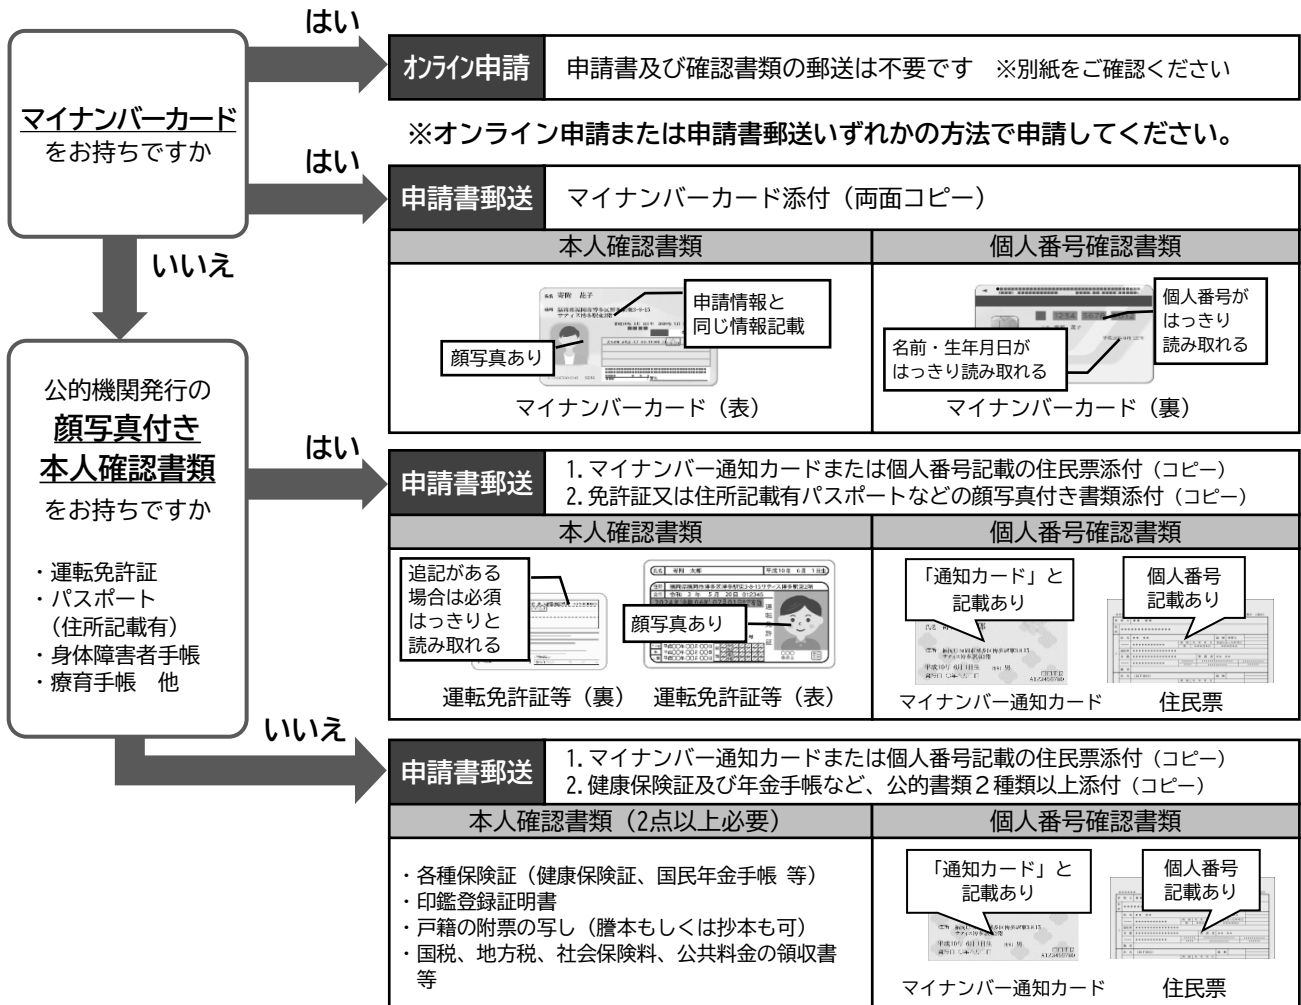 はい
マイナンバーカード
をお持ちですか
オンライン申請
申請書及び確認書類の郵送は不要です ※別紙をご確認ください
※オンライン申請または申請書郵送いずれかの方法で申請してください。
はい
申請書郵送
マイナンバーカード添付（両面コピー）
本人確認書類
個人番号確認書類
氏名 寄附 花子
申請情報と
同じ情報記載
顔写真あり
マイナンバーカード（表）
個人番号が
はっきり
読み取れる
名前・生年月日が
はっきり読み取れる
マイナンバーカード（裏）
いいえ
公的機関発行の
顔写真付き
本人確認書類
をお持ちですか
・運転免許証
・パスポート
（住所記載有）
・身体障害者手帳
・療育手帳 他
はい
申請書郵送
1.マイナンバー通知カードまたは個人番号記載の住民票添付（コピー）
2.免許証又は住所記載有パスポートなどの顔写真付き書類添付（コピー）
本人確認書類
個人番号確認書類
追記がある
場合は必須
はっきりと
読み取れる
運転免許証等（裏）
氏名 寄附 太郎 平成10年 6月 1日生
顔写真あり
運転免許証等（表）
「通知カード」と
記載あり
マイナンバー通知カード
個人番号
記載あり
住民票
いいえ
申請書郵送
1.マイナンバー通知カードまたは個人番号記載の住民票添付（コピー）
2.健康保険証及び年金手帳など、公的書類２種類以上添付（コピー）
本人確認書類（2点以上必要）
個人番号確認書類
・各種保険証（健康保険証、国民年金手帳 等）
・印鑑登録証明書
・戸籍の附票の写し（謄本もしくは抄本も可）
・国税、地方税、社会保険料、公共料金の領収書
等
「通知カード」と
記載あり
マイナンバー通知カード
個人番号
記載あり
住民票